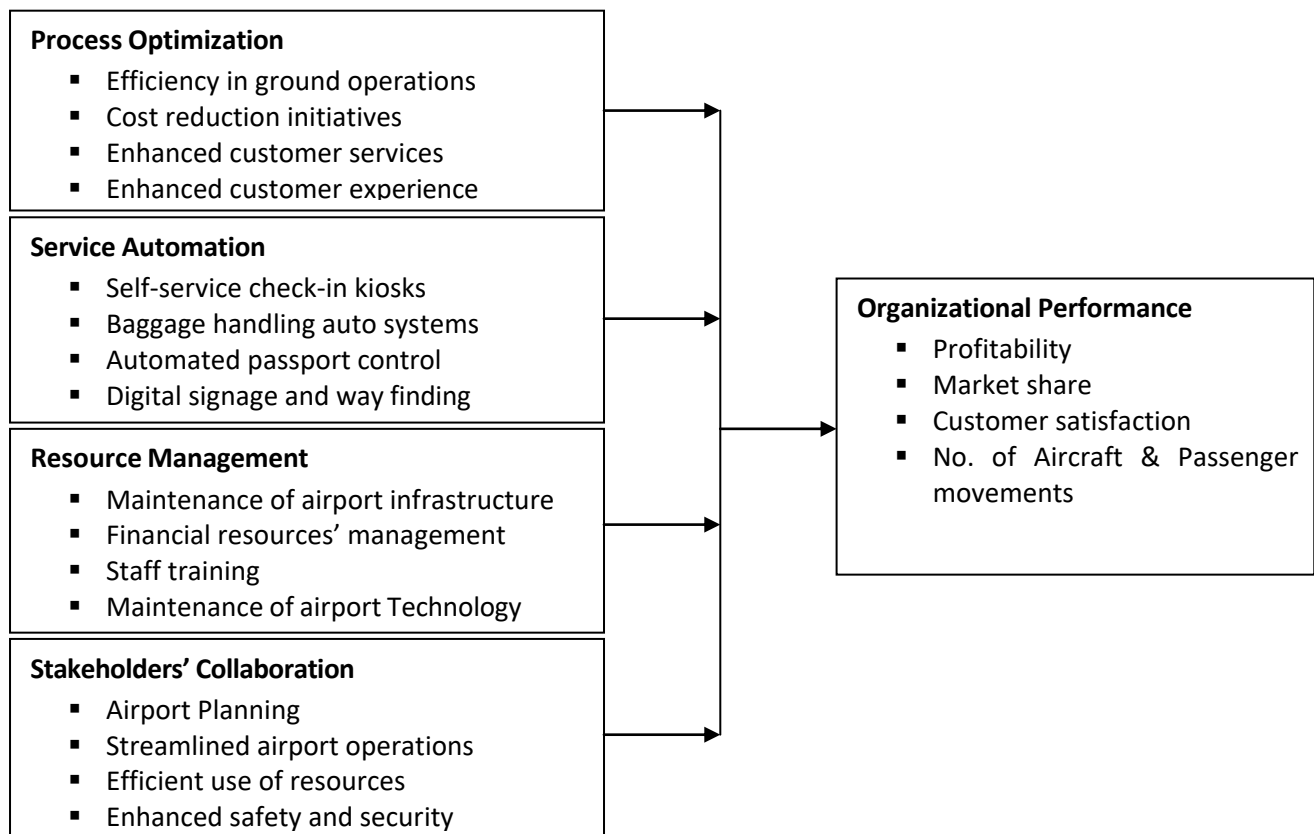 Process Optimization
▪ Efficiency in ground operations
▪ Cost reduction initiatives
▪ Enhanced customer services
▪ Enhanced customer experience
Service Automation
▪ Self-service check-in kiosks
▪ Baggage handling auto systems
▪ Automated passport control
▪ Digital signage and way finding
Resource Management
▪ Maintenance of airport infrastructure
▪ Financial resources’ management
▪ Staff training
▪ Maintenance of airport Technology
Stakeholders’ Collaboration
▪ Airport Planning
▪ Streamlined airport operations
▪ Efficient use of resources
▪ Enhanced safety and security
Organizational Performance
▪ Profitability
▪ Market share
▪ Customer satisfaction
▪ No. of Aircraft & Passenger
movements